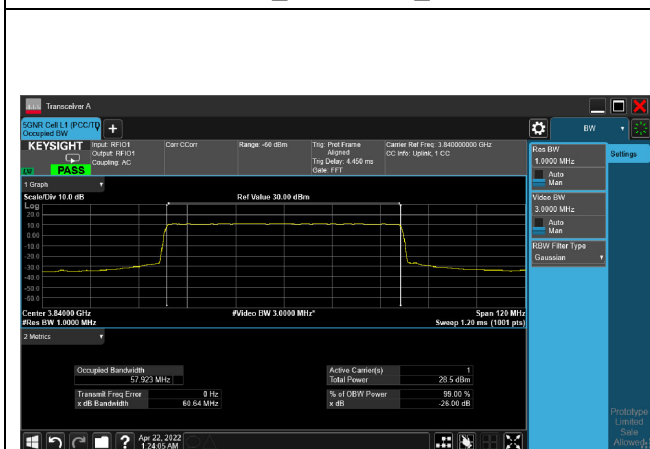 Transceiver A
5GNR Cell L1 (PCC/TD
Occupied BW
KEYSIGHT
PASS
Input: RFIO1
Output: RFIO1
Coupling: AC
Corr CCorr
Range: -60 dBm
Trig: Prot Frame
Aligned
Trig Delay: 4.450 ms
Gate: FFT
Carrier Ref Freq: 3.840000000 GHz
CC Info: Uplink, 1 CC
BW
Settings
Res BW
1.0000 MHz
Auto
Man
Video BW
3.0000 MHz
Auto
Man
RBW Filter Type
Gaussian
1 Graph
Scale/Div 10.0 dB
Ref Value 30.00 dBm
Log
20.0
10.0
0.00
-10.0
-20.0
-30.0
-40.0
-50.0
-60.0
Center 3.84000 GHz
#Video BW 3.0000 MHz*
Span 120 MHz
#Res BW 1.0000 MHz
Sweep 1.20 ms (1001 pts)
2 Metrics
Occupied Bandwidth
57.923 MHz
Active Carrier(s) 1
Total Power 28.5 dBm
Transmit Freq Error 0 Hz
% of OBW Power 99.00 %
x dB Bandwidth 60.64 MHz
x dB -26.00 dB
Apr 22, 2022
1:24:05 AM
Prototype
Limited
Sale
Allowed